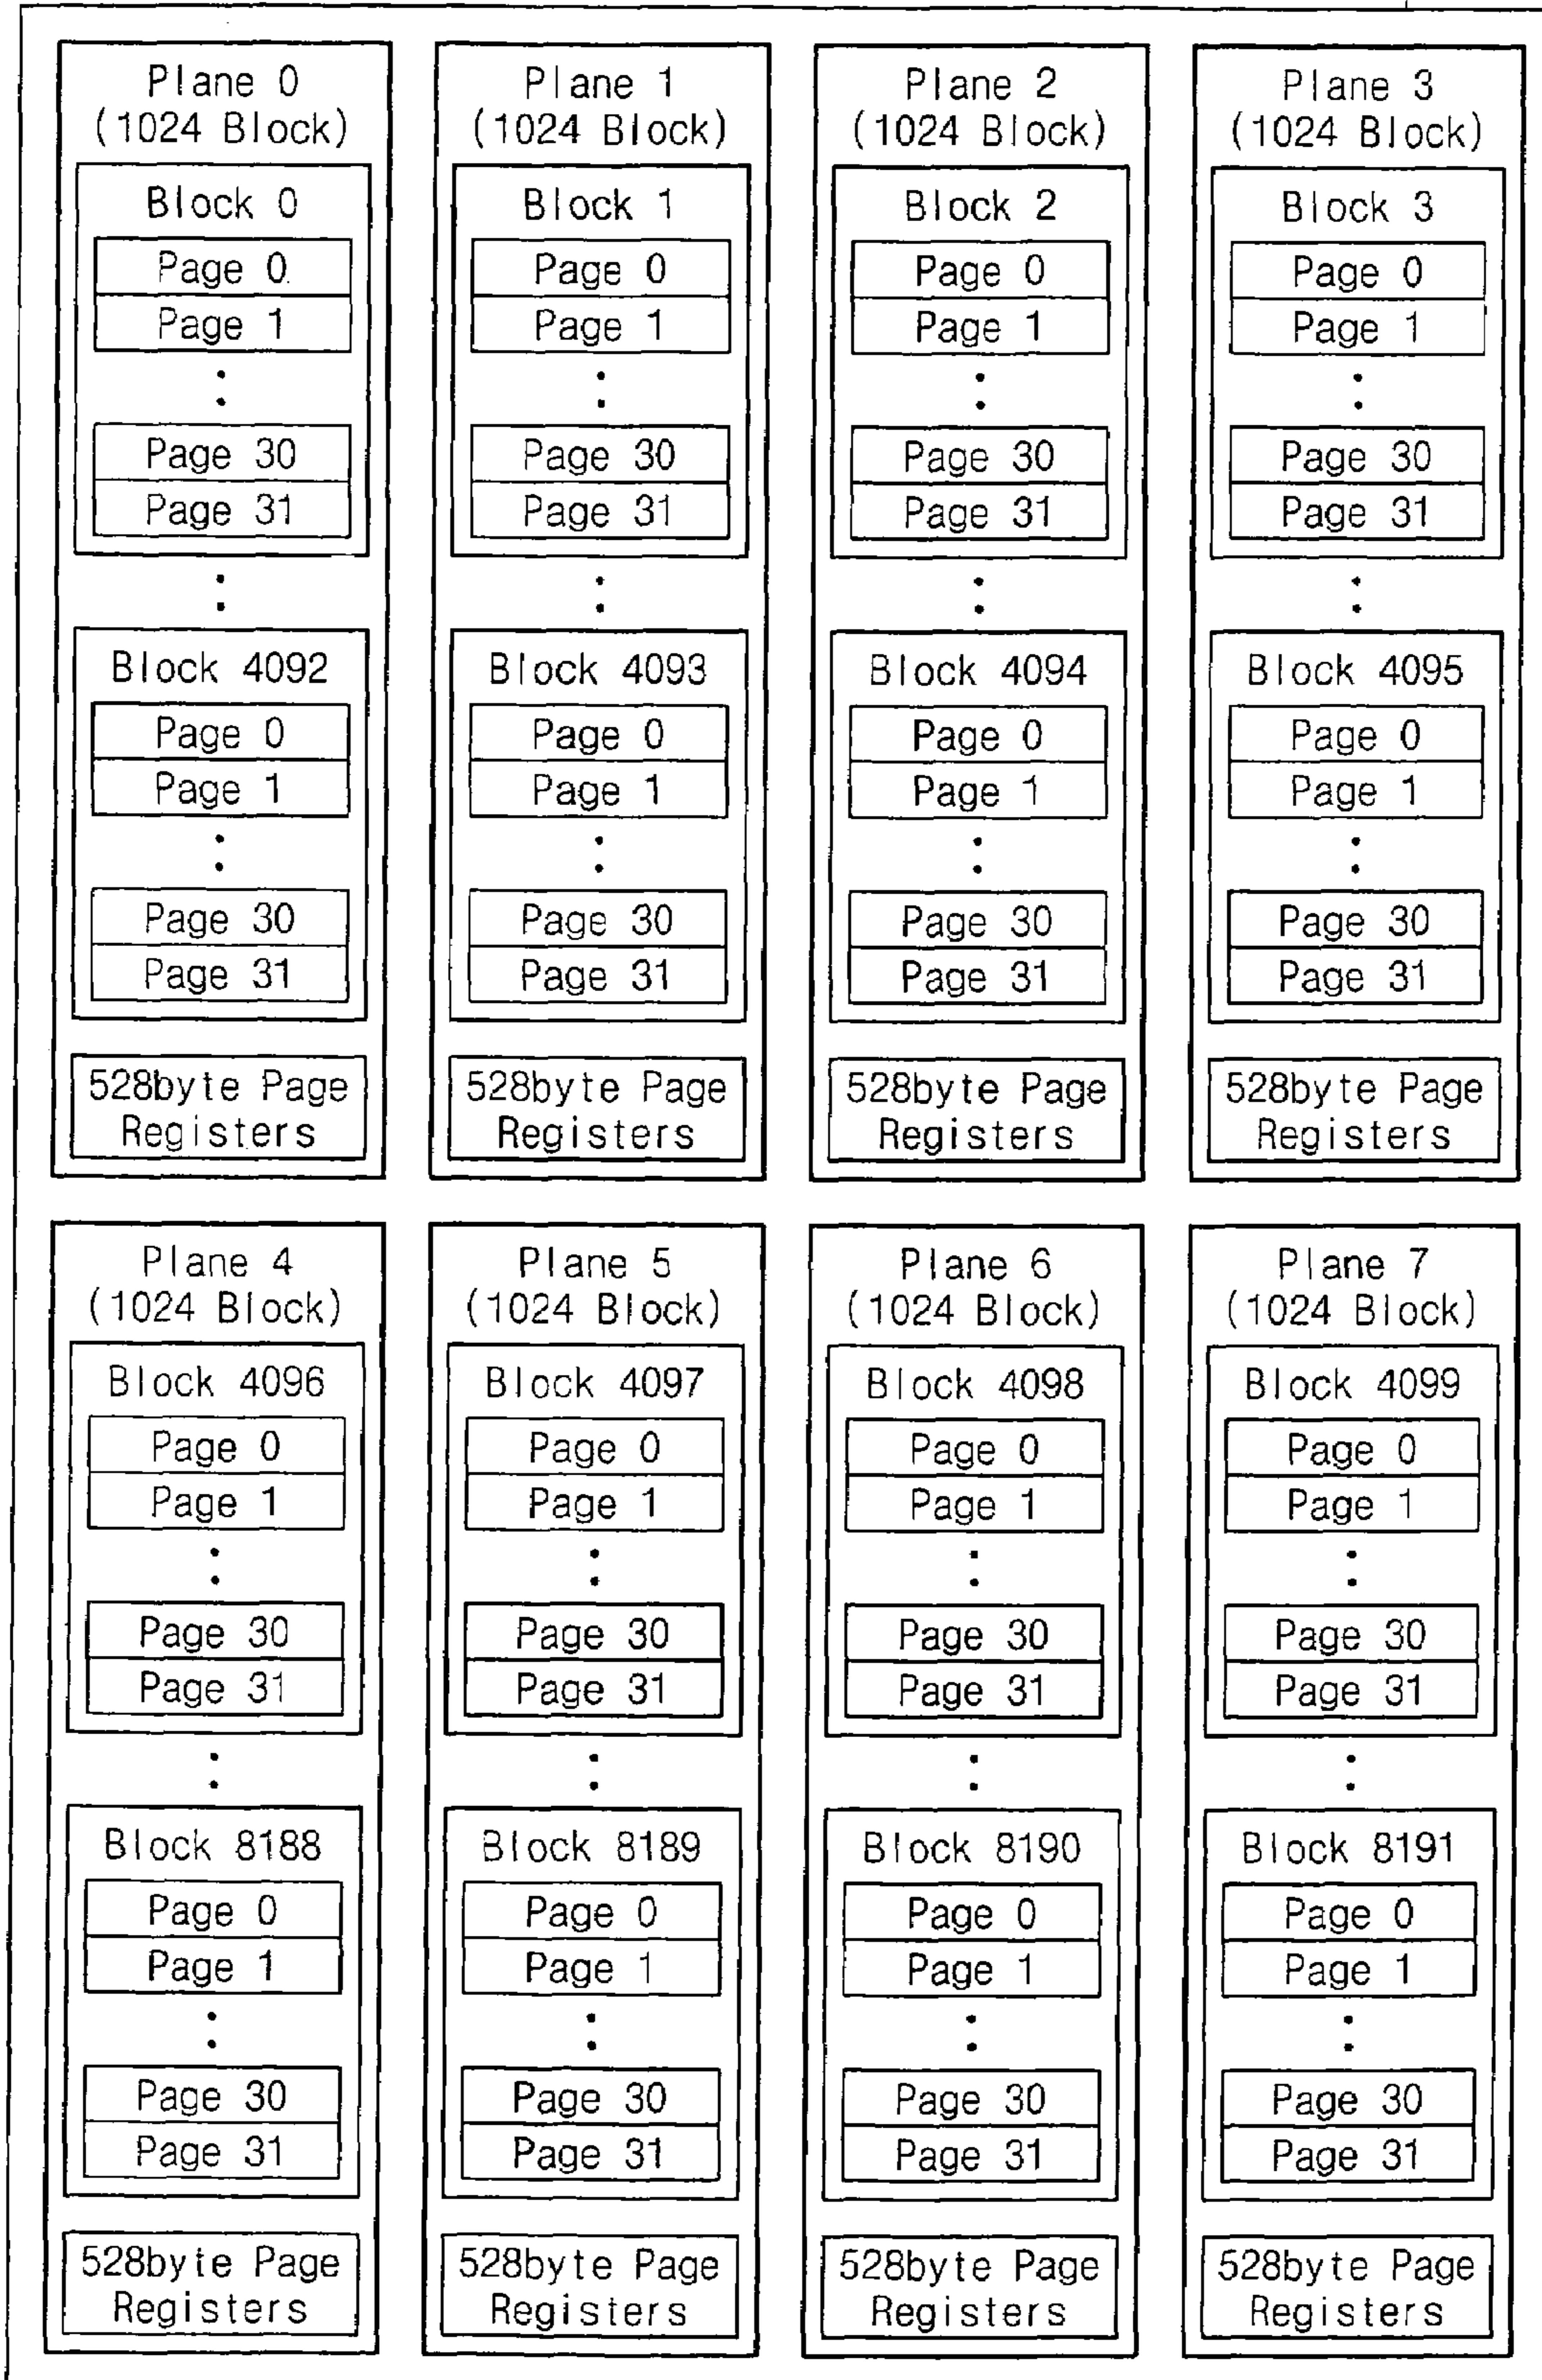 Plane 0
(1024 Block)
Block 0
Page 0
Page 1
Page 30
Page 31
Block 4092
Page 0
Page 1
Page 30
Page 31
528byte Page
Registers
Plane 1
(1024 Block)
Block 1
Page 0
Page 1
Page 30
Page 31
Block 4093
Page 0
Page 1
Page 30
Page 31
528byte Page
Registers
Plane 2
(1024 Block)
Block 2
Page 0
Page 1
Page 30
Page 31
Block 4094
Page 0
Page 1
Page 30
Page 31
528byte Page
Registers
Plane 3
(1024 Block)
Block 3
Page 0
Page 1
Page 30
Page 31
Block 4095
Page 0
Page 1
Page 30
Page 31
528byte Page
Registers
Plane 4
(1024 Block)
Block 4096
Page 0
Page 1
Page 30
Page 31
Block 8188
Page 0
Page 1
Page 30
Page 31
528byte Page
Registers
Plane 5
(1024 Block)
Block 4097
Page 0
Page 1
Page 30
Page 31
Block 8189
Page 0
Page 1
Page 30
Page 31
528byte Page
Registers
Plane 6
(1024 Block)
Block 4098
Page 0
Page 1
Page 30
Page 31
Block 8190
Page 0
Page 1
Page 30
Page 31
528byte Page
Registers
Plane 7
(1024 Block)
Block 4099
Page 0
Page 1
Page 30
Page 31
Block 8191
Page 0
Page 1
Page 30
Page 31
528byte Page
Registers